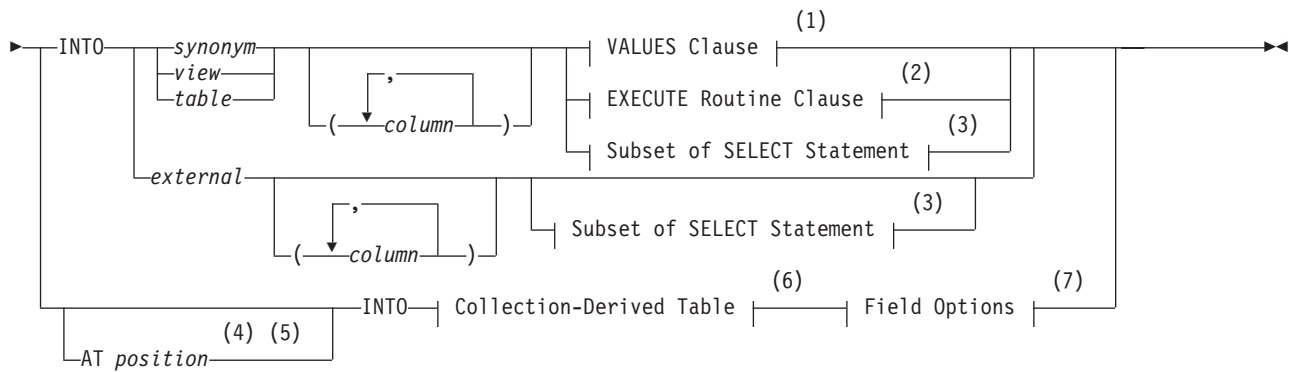 (1)
INTO synonym VALUES Clause
view , (2)
table EXECUTE Routine Clause
( column ) (3)
Subset of SELECT Statement
external
, (3)
Subset of SELECT Statement
( column )
(6) (7)
INTO Collection-Derived Table Field Options
(4) (5)
AT position